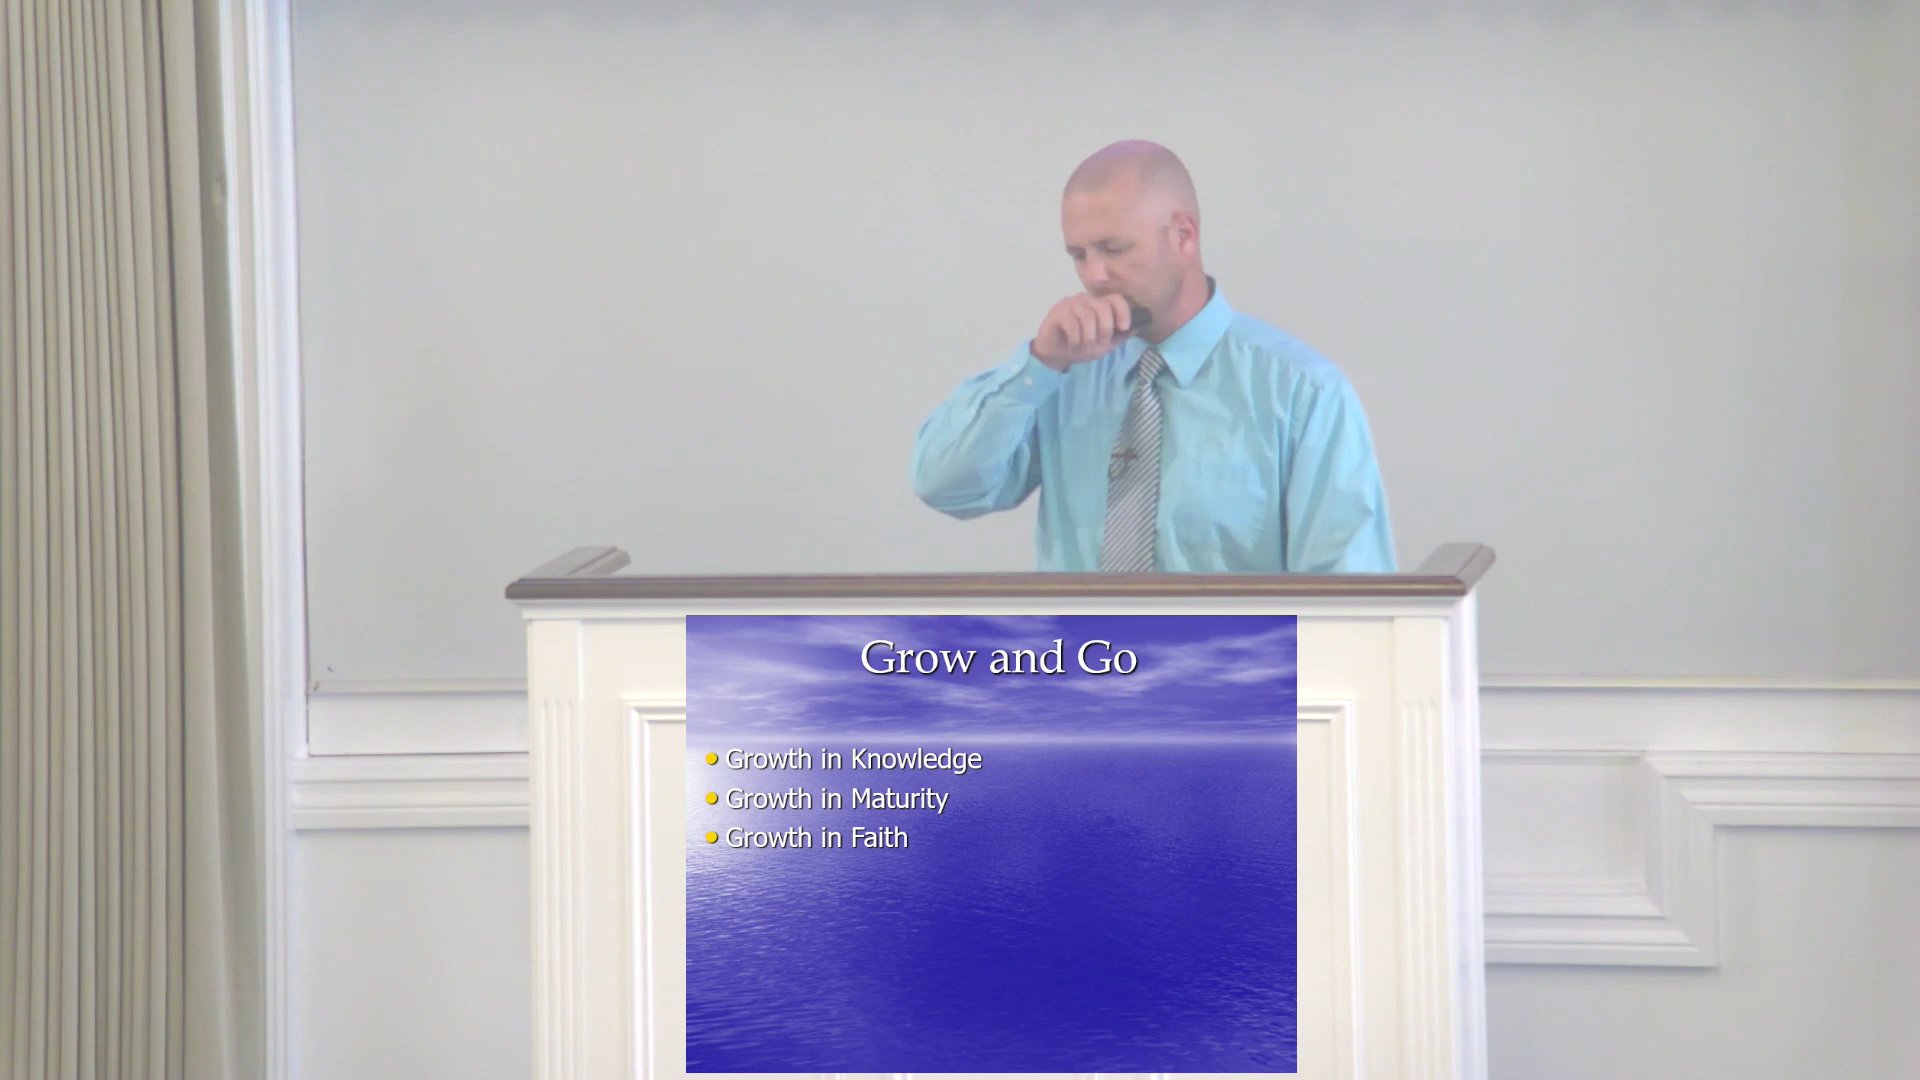 Grow and Go
Growth in Knowledge
Growth in Maturity
Growth in Faith